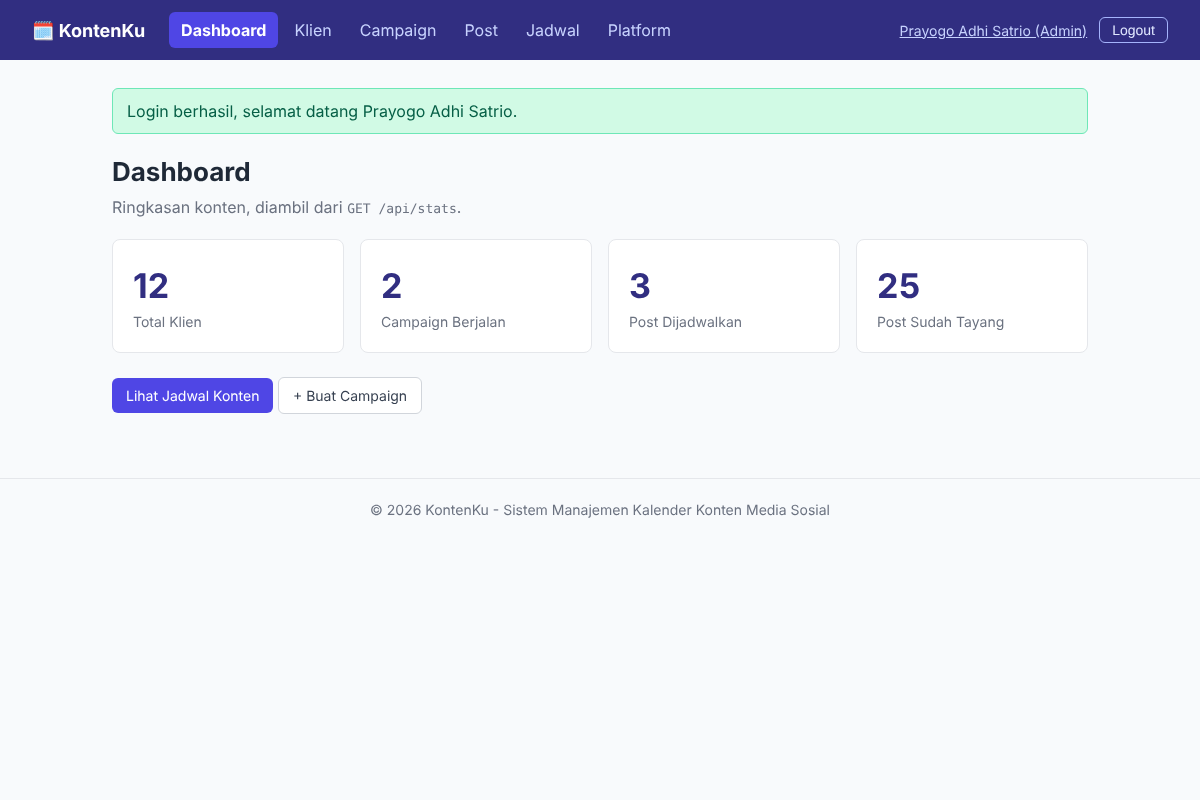 KontenKu Dashboard Klien Campaign Post Jadwal Platform Prayogo Adhi Satrio (Admin) Logout
Login berhasil, selamat datang Prayogo Adhi Satrio.
Dashboard
Ringkasan konten, diambil dari GET /api/stats.
12 2 3 25
Total Klien Campaign Berjalan Post Dijadwalkan Post Sudah Tayang
Lihat Jadwal Konten + Buat Campaign
© 2026 KontenKu - Sistem Manajemen Kalender Konten Media Sosial